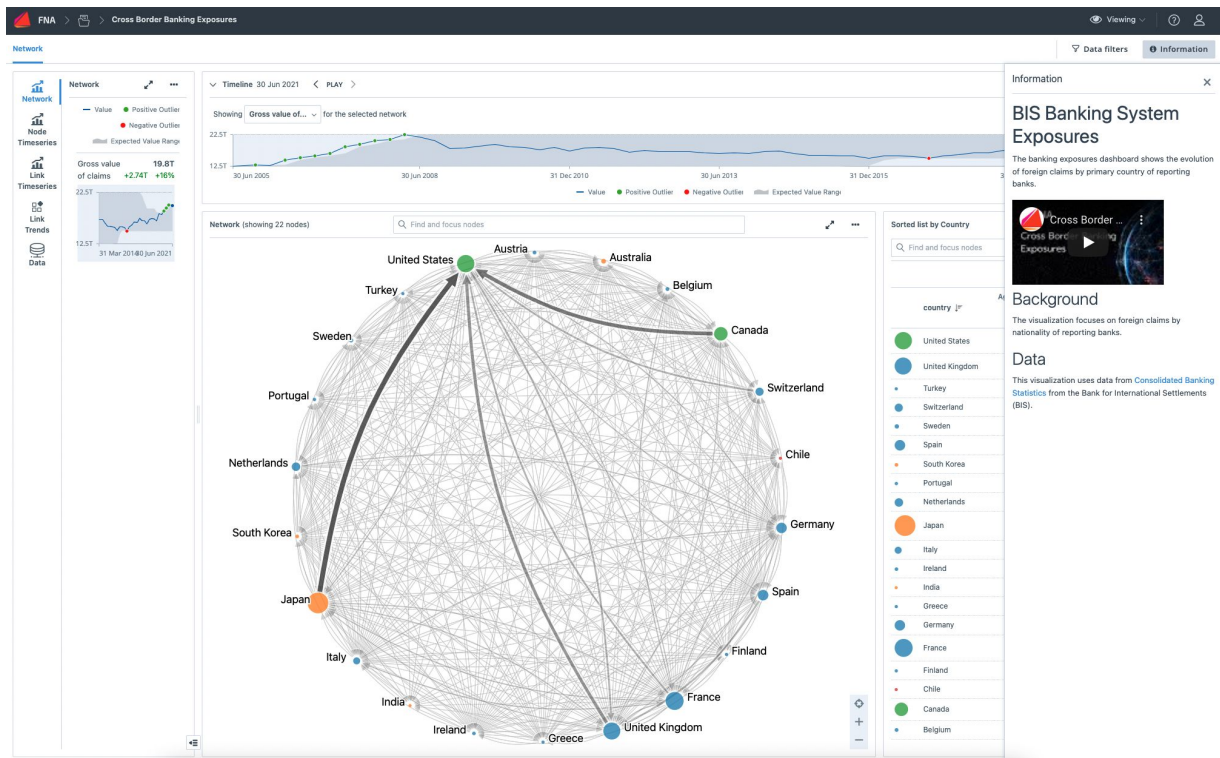 FNA > > Cross Border Banking Exposures
Viewing
Network
Data filters
Information
Network
Node
Timeseries
Link
Timeseries
Link
Trends
Data
Network
Value
Positive Outlier
Negative Outlier
Expected Value Range
Gross value of claims
19.8T
+2.74T +16%
22.5T
12.5T
31 Mar 2014
30 Jun 2021
Timeline 30 Jun 2021 < PLAY >
Showing Gross value of... for the selected network
22.5T
12.5T
30 Jun 2005
30 Jun 2008
31 Dec 2010
30 Jun 2013
31 Dec 2015
3
Value Positive Outlier Negative Outlier Expected Value Range
Network (showing 22 nodes)
Find and focus nodes
Austria
Australia
Belgium
Canada
Switzerland
Chile
Germany
Spain
Finland
France
United Kingdom
Greece
Ireland
India
Italy
Japan
South Korea
Netherlands
Portugal
Sweden
Turkey
United States
Sorted list by Country
Find and focus nodes
country
United States
United Kingdom
Turkey
Switzerland
Sweden
Spain
South Korea
Portugal
Netherlands
Japan
Italy
Ireland
India
Greece
Germany
France
Finland
Chile
Canada
Belgium
Information
BIS Banking System
Exposures
The banking exposures dashboard shows the evolution
of foreign claims by primary country of reporting
banks.
Cross Border ...
Cross Border Banking
Exposures
Background
The visualization focuses on foreign claims by
nationality of reporting banks.
Data
This visualization uses data from Consolidated Banking
Statistics from the Bank for International Settlements
(BIS).